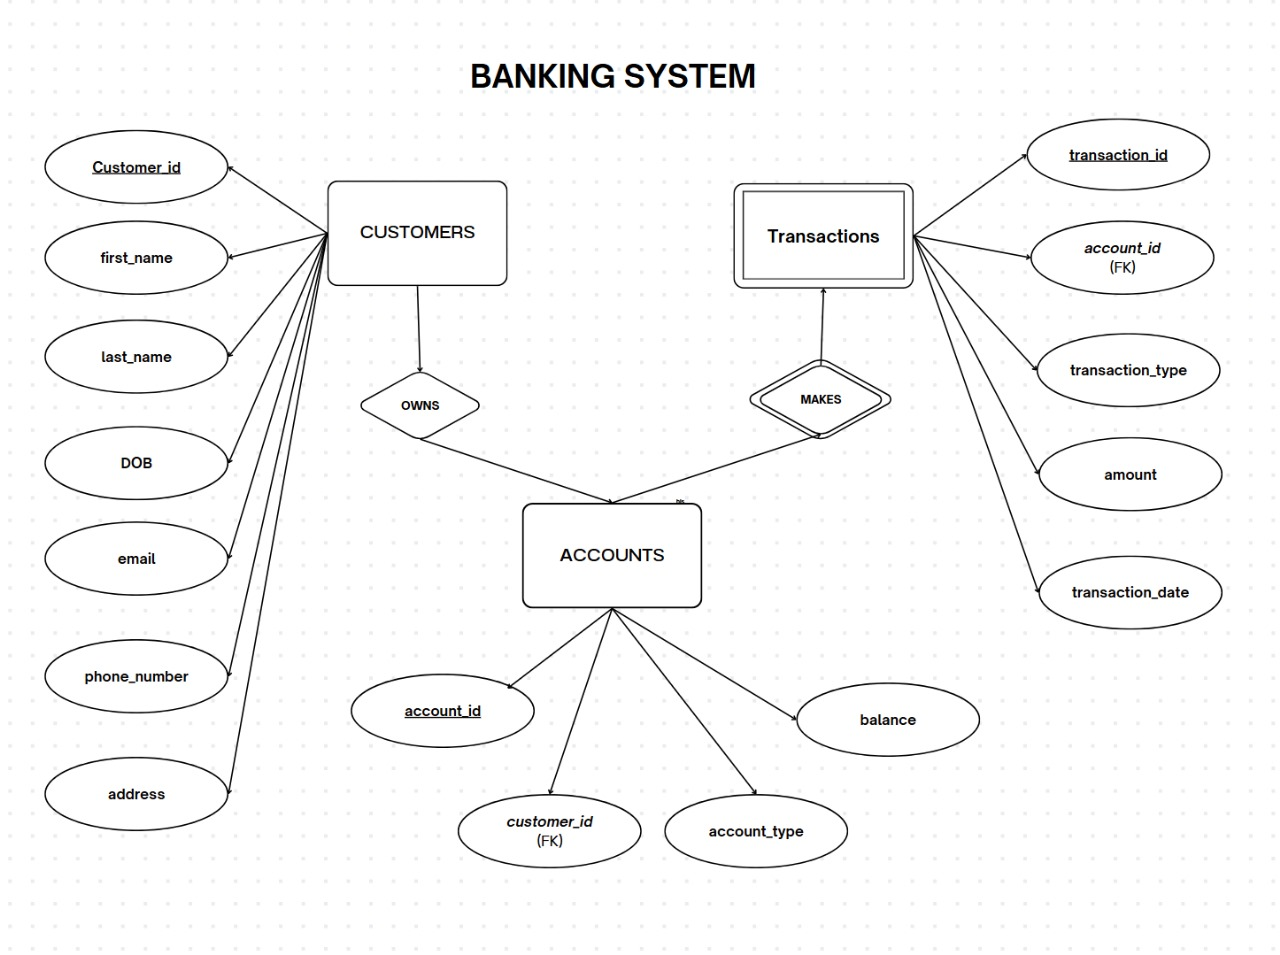 BANKING SYSTEM
Customer_id
first_name
last_name
DOB
email
phone_number
address
CUSTOMERS
OWNS
Transactions
MAKES
transaction_id
account_id
(FK)
transaction_type
amount
transaction_date
ACCOUNTS
account_id
customer_id
(FK)
account_type
balance